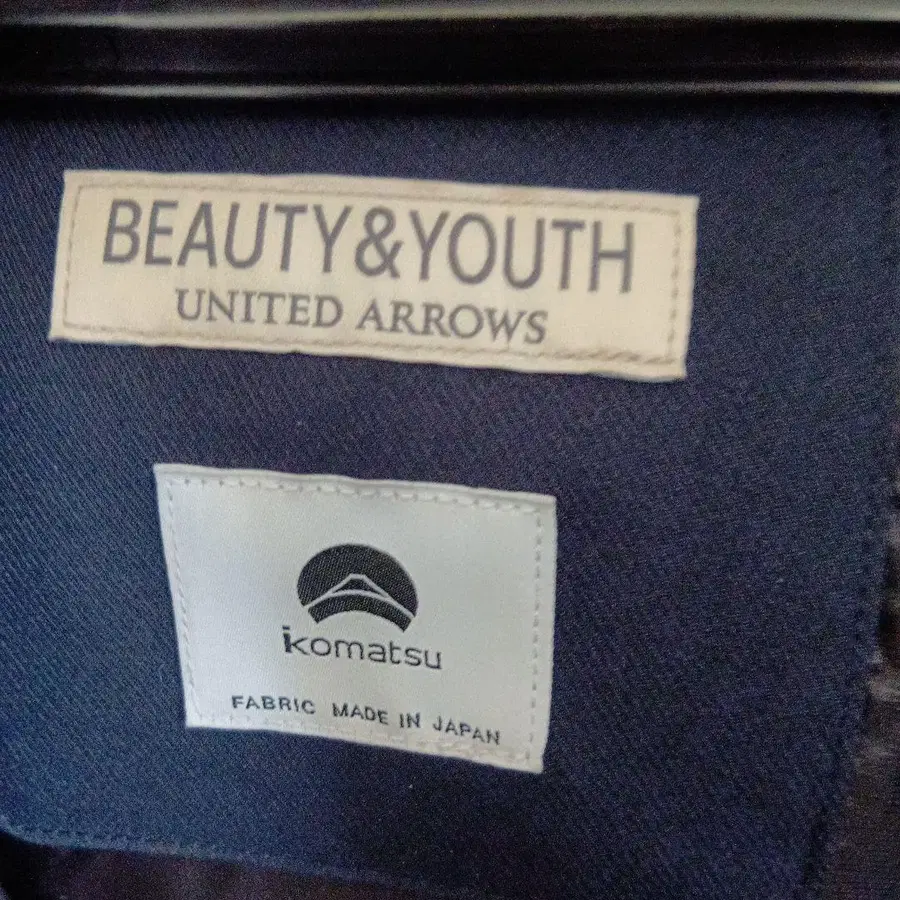 BEAUTY&YOUTH
UNITED ARROWS
komatsu
FABRIC MADE IN JAPAN